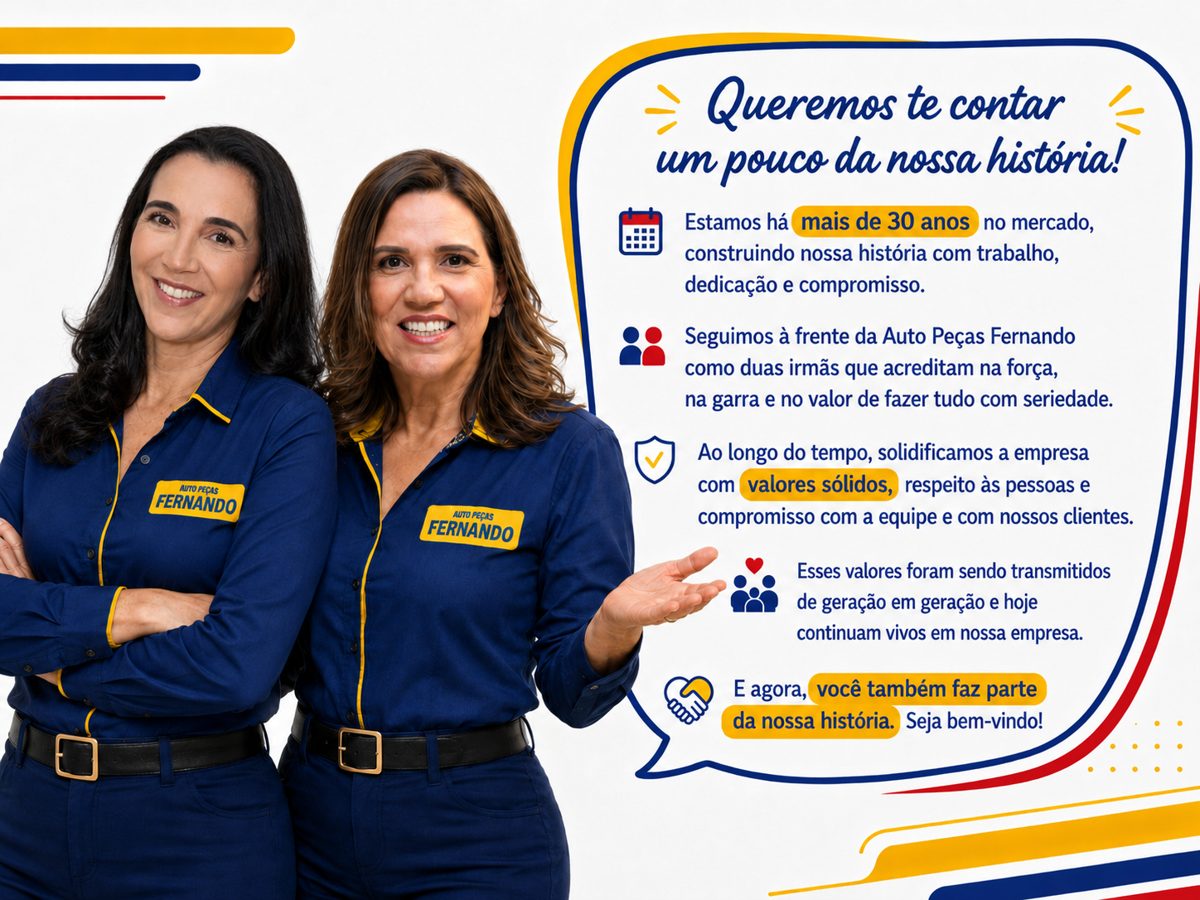 Queremos te contar
um pouco da nossa história!
Estamos há mais de 30 anos no mercado,
construindo nossa história com trabalho,
dedicação e compromisso.
Seguimos à frente da Auto Peças Fernando
como duas irmãs que acreditam na força,
na garra e no valor de fazer tudo com seriedade.
Ao longo do tempo, solidificamos a empresa
com valores sólidos, respeito às pessoas e
compromisso com a equipe e com nossos clientes.
Esses valores foram sendo transmitidos
de geração em geração e hoje
continuam vivos em nossa empresa.
E agora, você também faz parte
da nossa história. Seja bem-vindo!
AUTO PEÇAS
FERNANDO
AUTO PEÇAS
FERNANDO